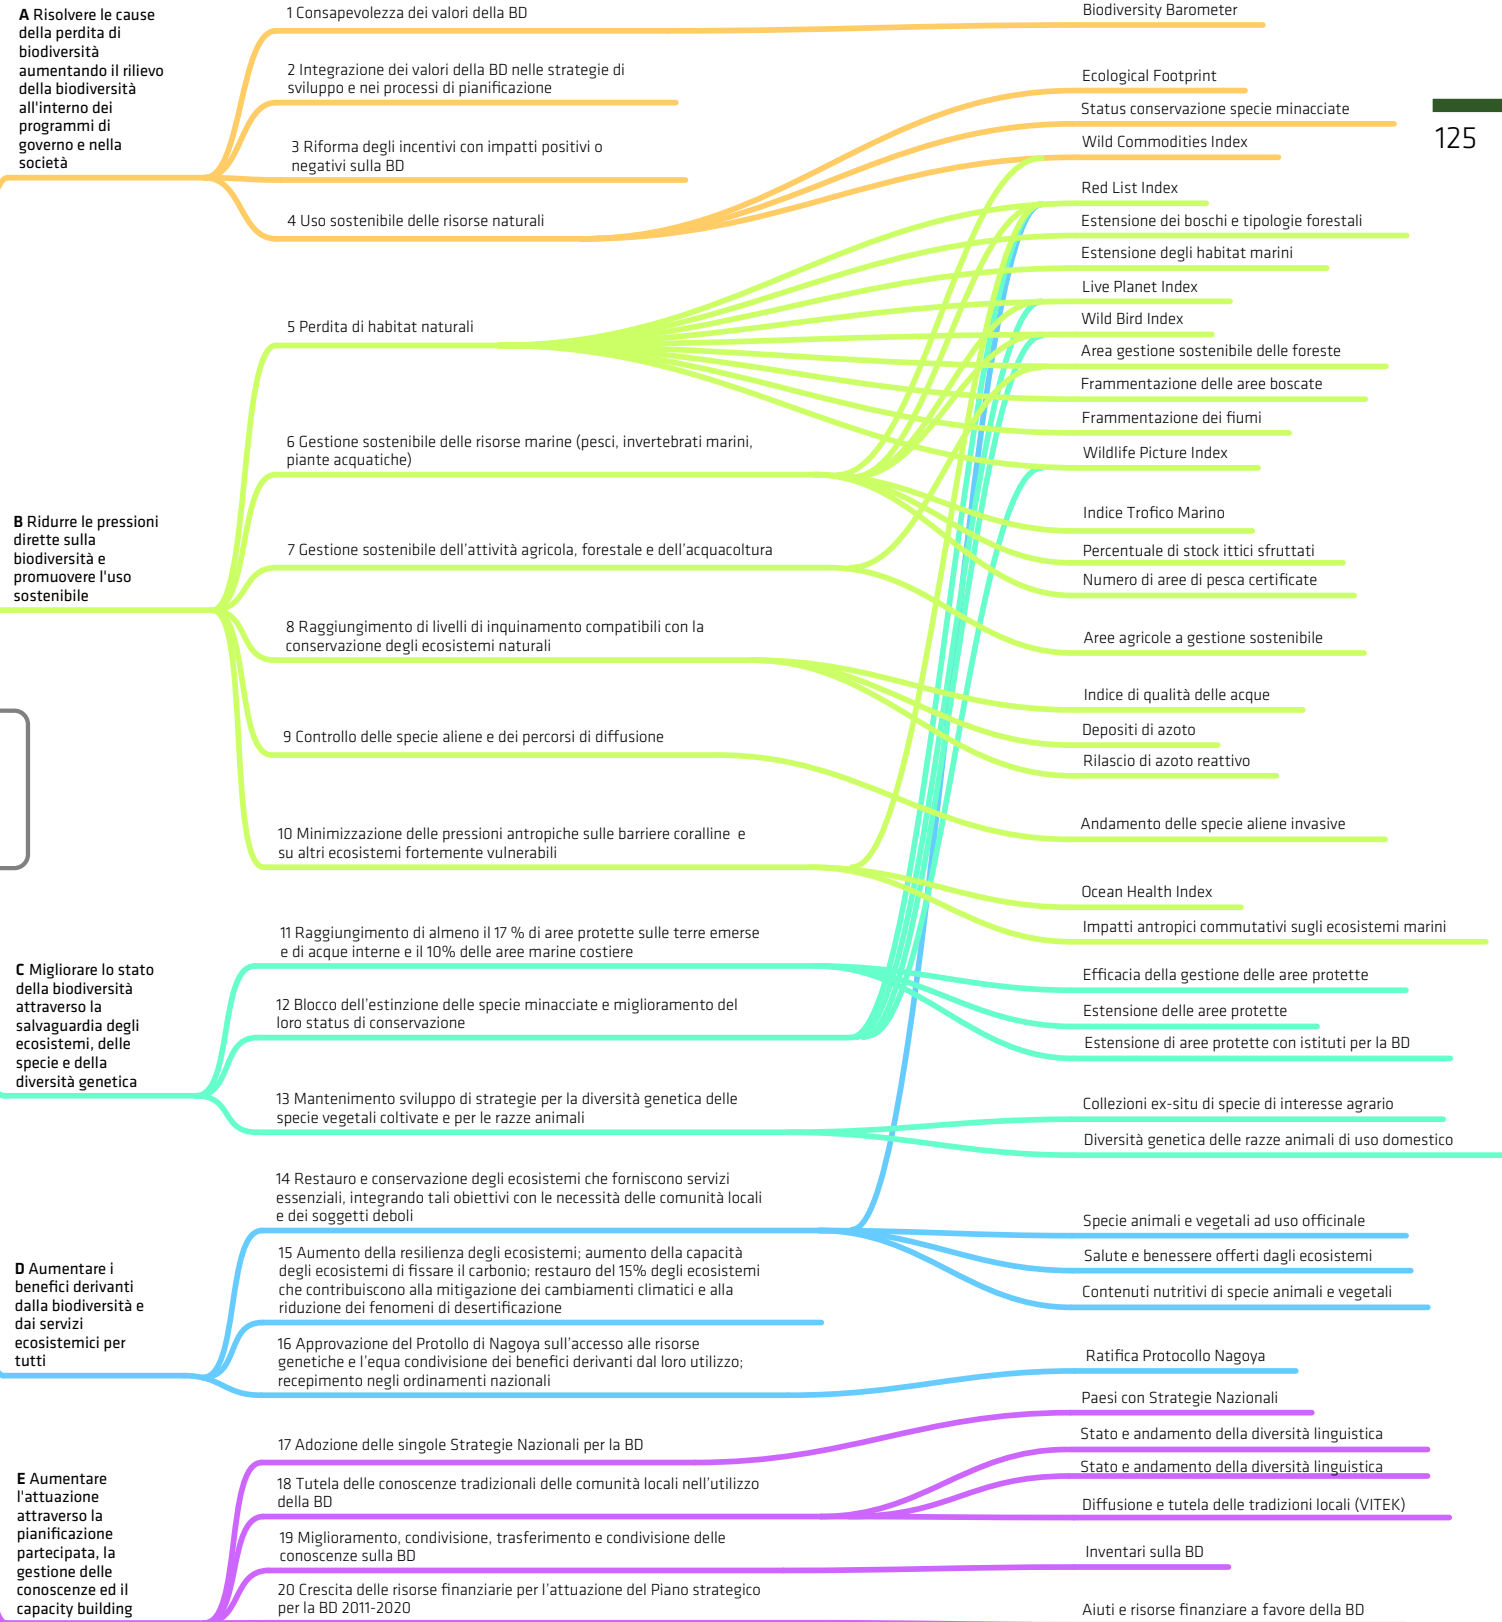 A Risolvere le cause
della perdita di
biodiversità
aumentando il rilievo
della biodiversità
all'interno dei
programmi di
governo e nella
società
1 Consapevolezza dei valori della BD
2 Integrazione dei valori della BD nelle strategie di
sviluppo e nei processi di pianificazione
3 Riforma degli incentivi con impatti positivi o
negativi sulla BD
4 Uso sostenibile delle risorse naturali
Biodiversity Barometer
Ecological Footprint
Status conservazione specie minacciate
Wild Commodities Index
125
B Ridurre le pressioni
dirette sulla
biodiversità e
promuovere l'uso
sostenibile
5 Perdita di habitat naturali
6 Gestione sostenibile delle risorse marine (pesci, invertebrati marini,
piante acquatiche)
7 Gestione sostenibile dell'attività agricola, forestale e dell'acquacoltura
8 Raggiungimento di livelli di inquinamento compatibili con la
conservazione degli ecosistemi naturali
9 Controllo delle specie aliene e dei percorsi di diffusione
10 Minimizzazione delle pressioni antropiche sulle barriere coralline e
su altri ecosistemi fortemente vulnerabili
Red List Index
Estensione dei boschi e tipologie forestali
Estensione degli habitat marini
Live Planet Index
Wild Bird Index
Area gestione sostenibile delle foreste
Frammentazione delle aree boscate
Frammentazione dei fiumi
Wildlife Picture Index
Indice Trofico Marino
Percentuale di stock ittici sfruttati
Numero di aree di pesca certificate
Aree agricole a gestione sostenibile
Indice di qualità delle acque
Depositi di azoto
Rilascio di azoto reattivo
Andamento delle specie aliene invasive
Ocean Health Index
Impatti antropici commutativi sugli ecosistemi marini
C Migliorare lo stato
della biodiversità
attraverso la
salvaguardia degli
ecosistemi, delle
specie e della
diversità genetica
11 Raggiungimento di almeno il 17 % di aree protette sulle terre emerse
e di acque interne e il 10% delle aree marine costiere
12 Blocco dell'estinzione delle specie minacciate e miglioramento del
loro status di conservazione
13 Mantenimento sviluppo di strategie per la diversità genetica delle
specie vegetali coltivate e per le razze animali
Efficacia della gestione delle aree protette
Estensione delle aree protette
Estensione di aree protette con istituti per la BD
Collezioni ex-situ di specie di interesse agrario
Diversità genetica delle razze animali di uso domestico
D Aumentare i
benefici derivanti
dalla biodiversità e
dai servizi
ecosistemici per
tutti
14 Restauro e conservazione degli ecosistemi che forniscono servizi
essenziali, integrando tali obiettivi con le necessità delle comunità locali
e dei soggetti deboli
15 Aumento della resilienza degli ecosistemi; aumento della capacità
degli ecosistemi di fissare il carbonio; restauro del 15% degli ecosistemi
che contribuiscono alla mitigazione dei cambiamenti climatici e alla
riduzione dei fenomeni di desertificazione
16 Approvazione del Protollo di Nagoya sull'accesso alle risorse
genetiche e l'equa condivisione dei benefici derivanti dal loro utilizzo;
recepimento negli ordinamenti nazionali
Specie animali e vegetali ad uso officinale
Salute e benessere offerti dagli ecosistemi
Contenuti nutritivi di specie animali e vegetali
Ratifica Protocollo Nagoya
E Aumentare
l'attuazione
attraverso la
pianificazione
partecipata, la
gestione delle
conoscenze ed il
capacity building
17 Adozione delle singole Strategie Nazionali per la BD
18 Tutela delle conoscenze tradizionali delle comunità locali nell'utilizzo
della BD
19 Miglioramento, condivisione, trasferimento e condivisione delle
conoscenze sulla BD
20 Crescita delle risorse finanziarie per l'attuazione del Piano strategico
per la BD 2011-2020
Paesi con Strategie Nazionali
Stato e andamento della diversità linguistica
Stato e andamento della diversità linguistica
Diffusione e tutela delle tradizioni locali (VITEK)
Inventari sulla BD
Aiuti e risorse finanziare a favore della BD